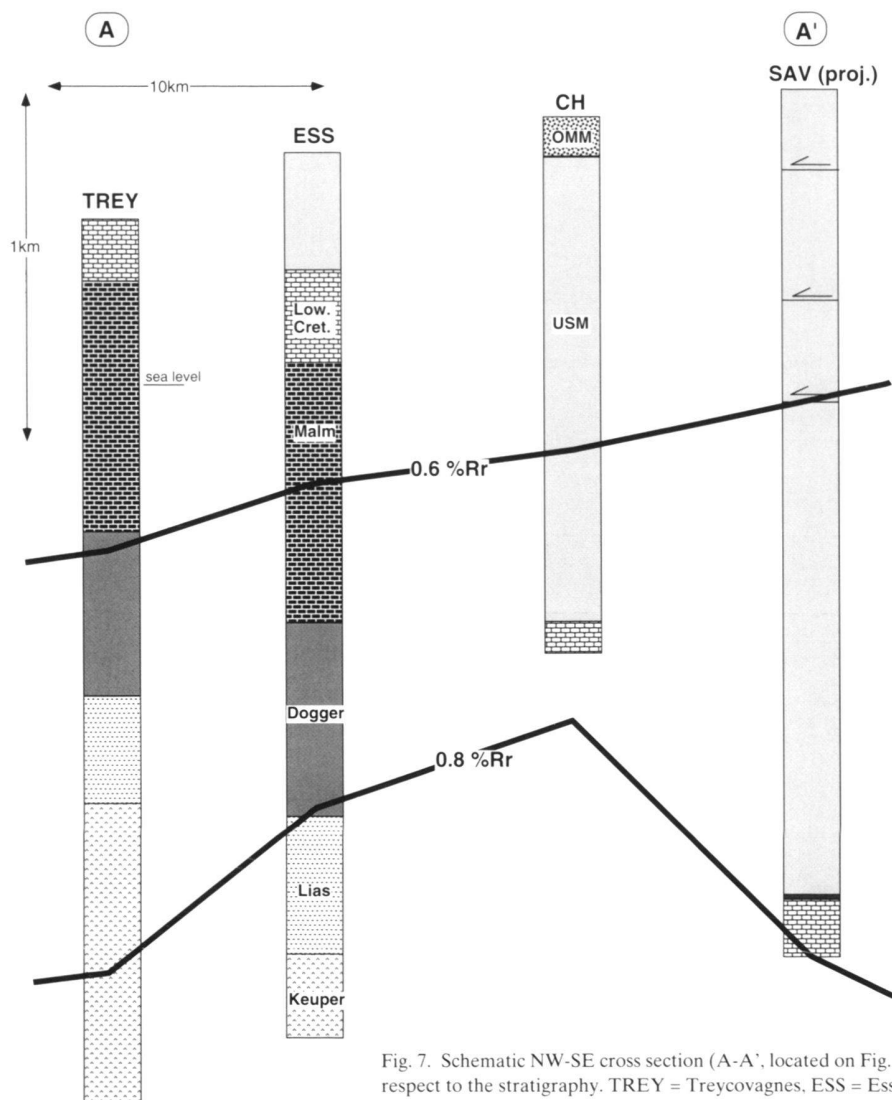 A
A'
SAV (proj.)
10km
CH
OMM
ESS
TREY
1km
Low.
Cret.
USM
sea level
Malm
0.6 %Rr
Dogger
0.8 %Rr
Lias
Keuper
Fig. 7. Schematic NW-SE cross section (A-A', located on Fig.
respect to the stratigraphy. TREY = Treycovagnes, ESS = Ess